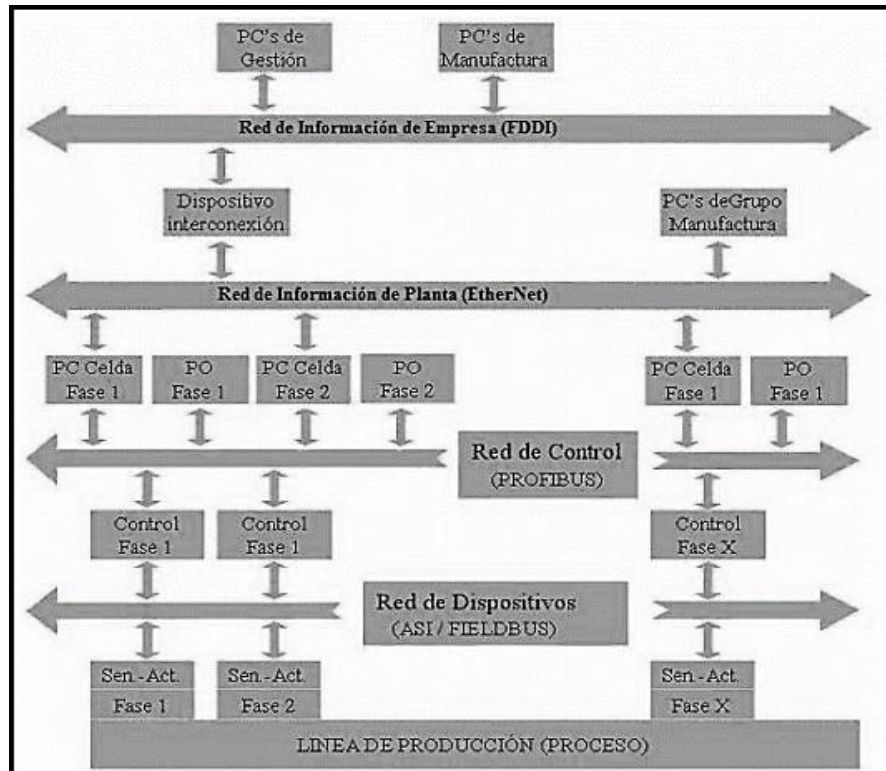 PC's de
Gestión
PC's de
Manufactura
Red de Información de Empresa (FDDI)
Dispositivo
interconexión
PC's deGrupo
Manufactura
Red de Información de Planta (EtherNet)
PC Celda
Fase 1
PO
Fase 1
PC Celda
Fase 2
PO
Fase 2
PC Celda
Fase 1
PO
Fase 1
Red de Control
(PROFIBUS)
Control
Fase 1
Control
Fase 1
Control
Fase X
Red de Dispositivos
(ASI / FIELDBUS)
Sen.-Act.
Fase 1
Sen.-Act.
Fase 2
Sen.-Act.
Fase X
LINEA DE PRODUCCIÓN (PROCESO)